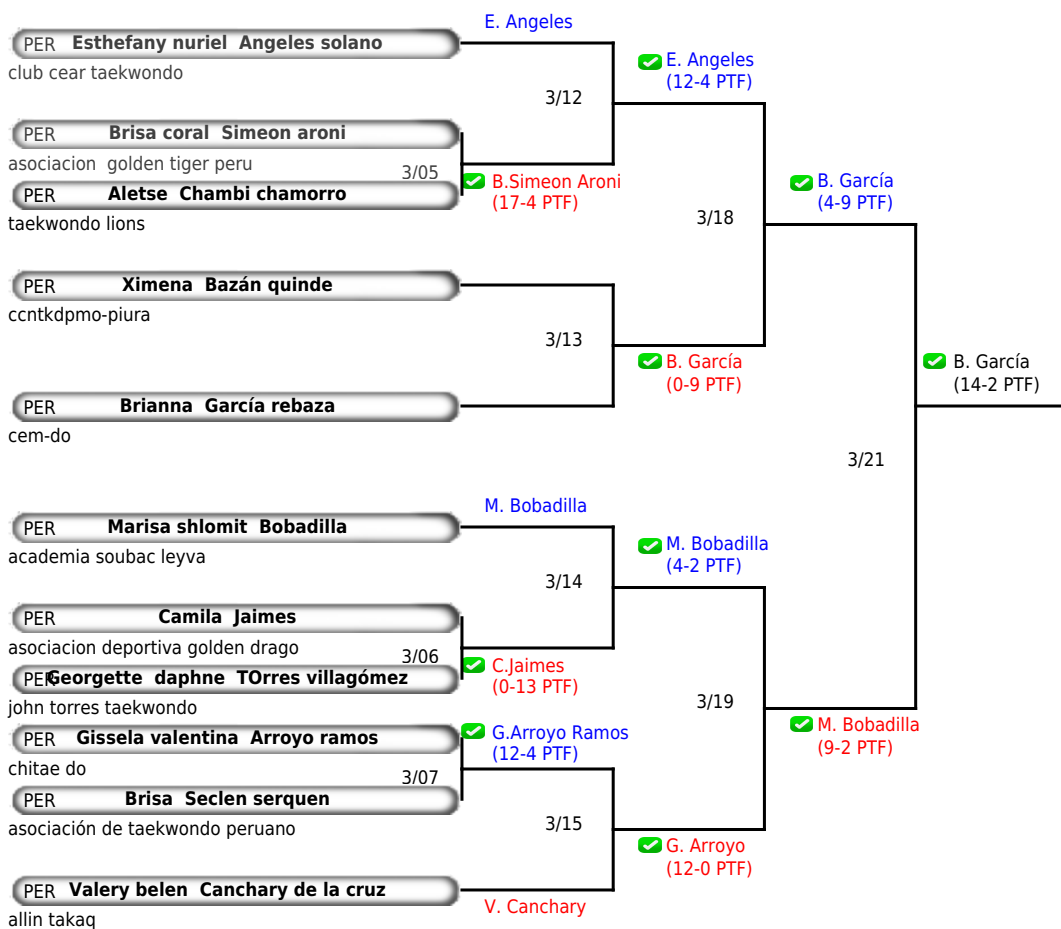 E. Angeles
PER Esthefany nuriel Angeles solano
club cear taekwondo
E. Angeles
(12-4 PTF)
3/12
PER Brisa coral Simeon aroni
asociacion golden tiger peru
3/05
B.Simeon Aroni
(17-4 PTF)
PER Aletse Chambi chamorro
taekwondo lions
B. García
(4-9 PTF)
3/18
PER Ximena Bazán quinde
ccntkdpmo-piura
3/13
B. García
(0-9 PTF)
B. García
(14-2 PTF)
PER Brianna García rebaza
cem-do
3/21
M. Bobadilla
PER Marisa shlomit Bobadilla
academia soubac leyva
M. Bobadilla
(4-2 PTF)
3/14
PER Camila Jaimes
asociacion deportiva golden drago
3/06
C.Jaimes
(0-13 PTF)
PER Georgette daphne TOrres villagómez
john torres taekwondo
3/19
M. Bobadilla
(9-2 PTF)
PER Gissela valentina Arroyo ramos
chitae do
G.Arroyo Ramos
(12-4 PTF)
3/07
PER Brisa Seclen serquen
asociación de taekwondo peruano
3/15
G. Arroyo
(12-0 PTF)
PER Valery belen Canchary de la cruz
allin takaq
V. Canchary